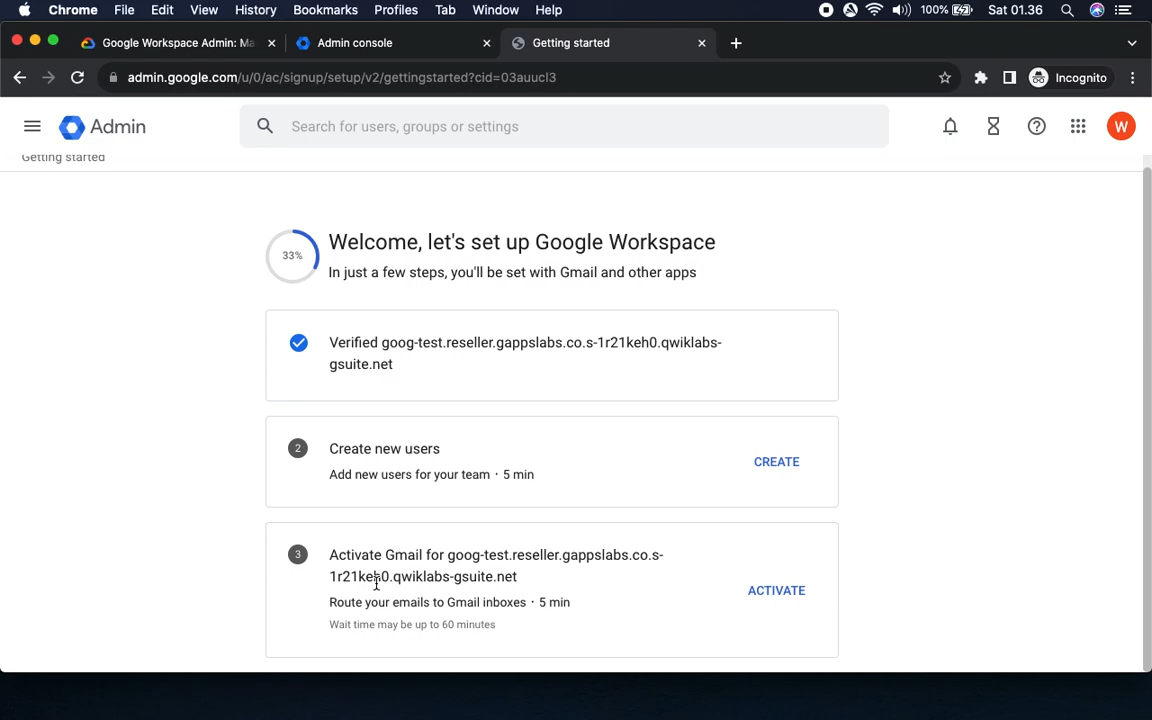 Chrome File Edit View History Bookmarks Profiles Tab Window Help 100% Sat 01.36
Google Workspace Admin: Ma
Admin console
Getting started
admin.google.com/u/0/ac/signup/setup/v2/gettingstarted?cid=03auucl3
Incognito
Admin
Search for users, groups or settings
W
Getting started
33%
Welcome, let's set up Google Workspace
In just a few steps, you'll be set with Gmail and other apps
Verified goog-test.reseller.gappslabs.co.s-1r21keh0.qwiklabs-
gsuite.net
2
Create new users
Add new users for your team · 5 min
CREATE
3
Activate Gmail for goog-test.reseller.gappslabs.co.s-
1r21keh0.qwiklabs-gsuite.net
Route your emails to Gmail inboxes · 5 min
Wait time may be up to 60 minutes
ACTIVATE